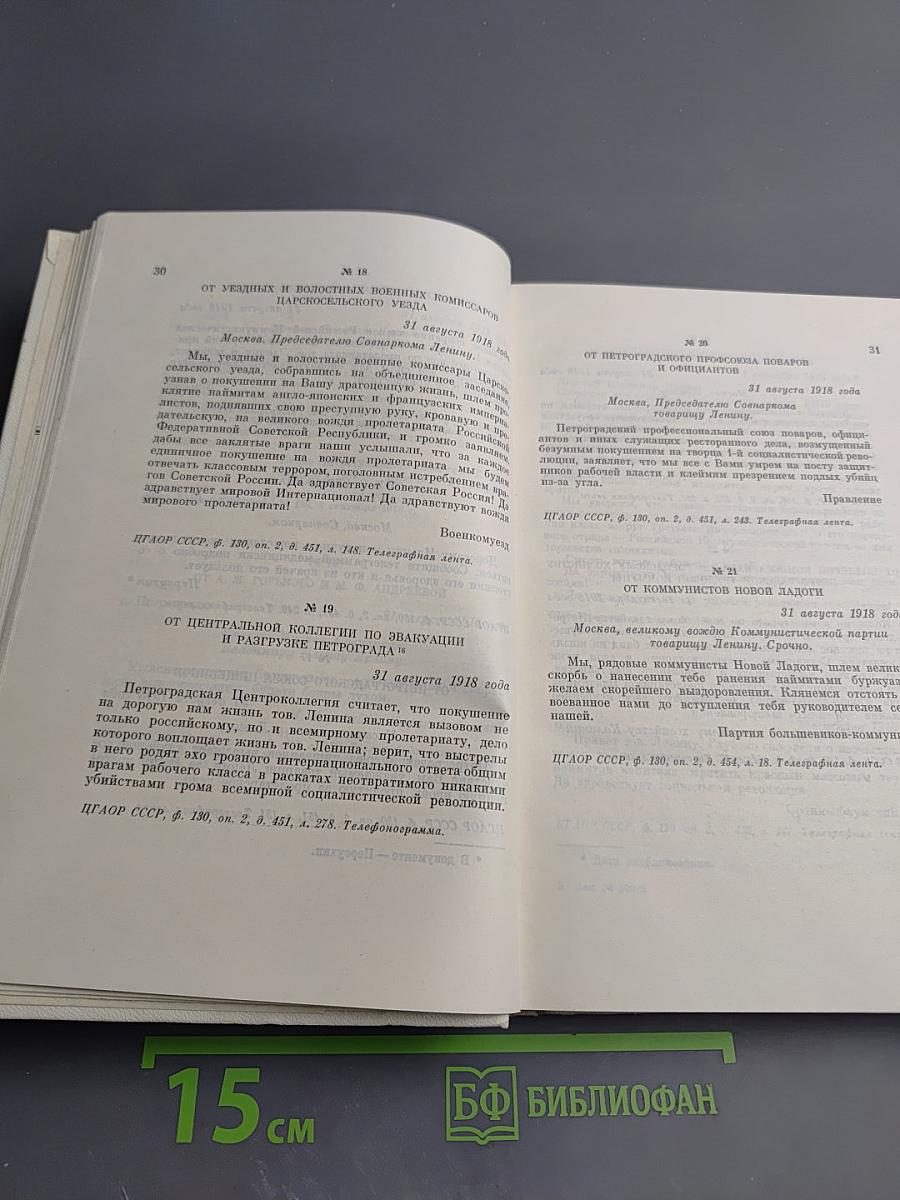 30
№ 18
ОТ УЕЗДНЫХ И ВОЛОСТНЫХ ВОЕННЫХ КОМИССАРОВ
ЦАРСКОСЕЛЬСКОГО УЕЗДА
31 августа 1918 года
Москва. Председателю Совнаркома Ленину.
Мы, уездные и волостные военные комиссары Царско-
сельского уезда, собравшись на объединенное заседание,
узнав о покушении на Вашу драгоценную жизнь, шлем про-
клятие наймитам англо-японских и французских империа-
листов, поднявших свою преступную руку, кровавую и пре-
дательскую, на великого вождя пролетариата Российской
Федеративной Советской Республики, и громко заявляем,
дабы все заклятые враги наши услышали, что за каждое
единичное покушение на вождя пролетариата мы будем
отвечать классовым террором, поголовным истреблением вра-
гов Советской России. Да здравствует Советская Россия! Да
здравствует мировой Интернационал! Да здравствуют вожди
мирового пролетариата!
Военкомуезд
ЦГАОР СССР, ф. 130, оп. 2, д. 451, л. 148. Телеграфная лента.
№ 19
ОТ ЦЕНТРАЛЬНОЙ КОЛЛЕГИИ ПО ЭВАКУАЦИИ
И РАЗГРУЗКЕ ПЕТРОГРАДА 16
31 августа 1918 года
Петроградская Центроколлегия считает, что покушение
на дорогую нам жизнь тов. Ленина является вызовом не
только российскому, но и всемирному пролетариату, дело
которого воплощает жизнь тов. Ленина; верит, что выстрелы
в него родят эхо грозного интернационального ответа общим
врагам рабочего класса в раскатах неотвратимого никакими
убийствами грома всемирной социалистической революции.
ЦГАОР СССР, ф. 130, оп. 2, д. 451, л. 278. Телефонограмма.
31
№ 20
ОТ ПЕТРОГРАДСКОГО ПРОФСОЮЗА ПОВАРОВ
И ОФИЦИАНТОВ
31 августа 1918 года
Москва, Председателю Совнаркома
товарищу Ленину.
Петроградский профессиональный союз поваров, офици-
антов и иных служащих ресторанного дела, возмущенный
безумным покушением на творца 1-й социалистической рево-
люции, заявляет, что мы все с Вами умрем на посту защит-
ников рабочей власти и клеймим презрением подлых убийц
из-за угла.
Правление
ЦГАОР СССР, ф. 130, оп. 2, д. 451, л. 243. Телеграфная лента.
№ 21
ОТ КОММУНИСТОВ НОВОЙ ЛАДОГИ
31 августа 1918 года
Москва, великому вождю Коммунистической партии
товарищу Ленину. Срочно.
Мы, рядовые коммунисты Новой Ладоги, шлем велик
скорбь о нанесении тебе ранения наймитами буржуаз
желаем скорейшего выздоровления. Клянемся отстоять
воеванное нами до вступления тебя руководителем се
нашей.
Партия большевиков-коммуни
ЦГАОР СССР, ф. 130, оп. 2, д. 454, л. 18. Телеграфная лента.
15 см
БФ БИБЛИОФАН